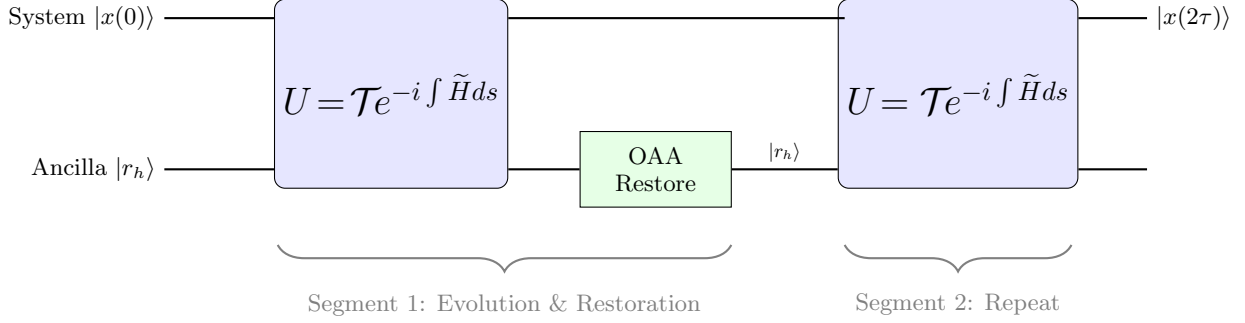 System |x(0)⟩
|x(2τ)⟩
U = 𝒯e^{-i ∫ H̃ds}
U = 𝒯e^{-i ∫ H̃ds}
Ancilla |r_h⟩
OAA
Restore
|r_h⟩
Segment 1: Evolution & Restoration
Segment 2: Repeat